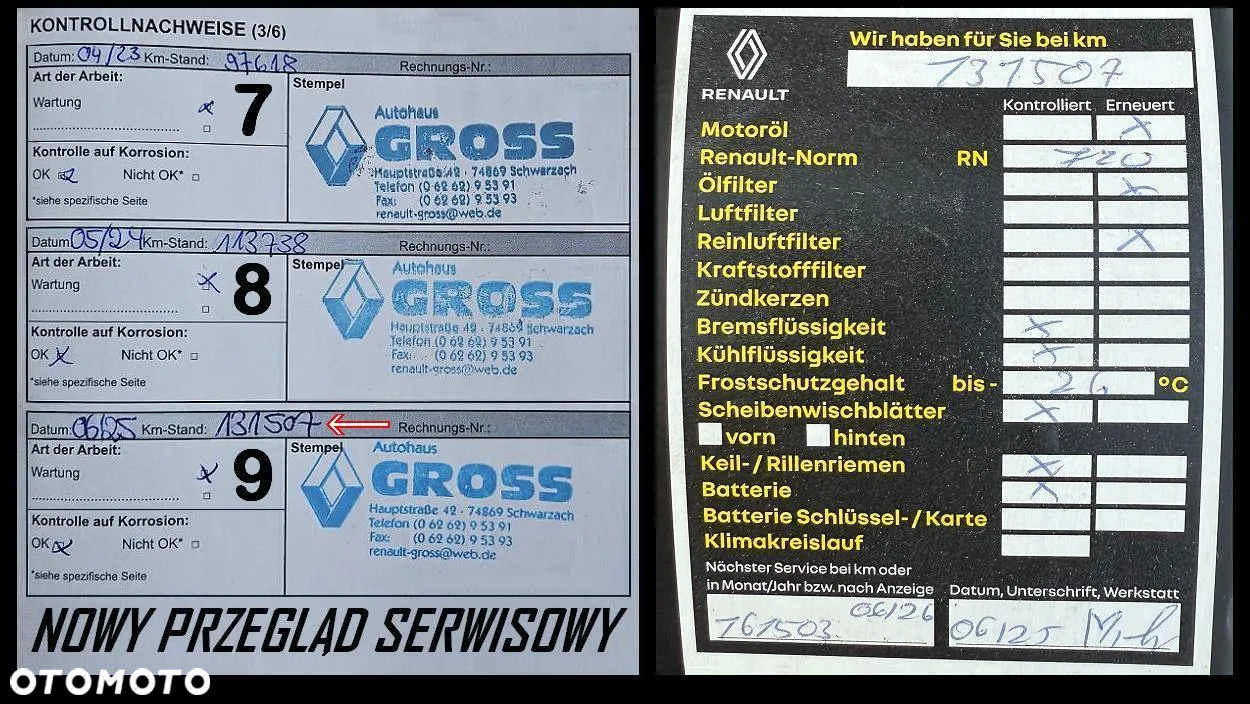 KONTROLLNACHWEISE (3/6)
Datum: 04/23 Km-Stand: 97618 Rechnungs-Nr.:
Art der Arbeit:
Stempel
Wartung
7
Kontrolle auf Korrosion:
OK Nicht OK*
*siehe spezifische Seite
Autohaus
GROSS
Hauptstraße 42 · 74869 Schwarzach
Telefon (0 62 62) 9 53 91
Fax: (0 62 62) 9 53 93
renault-gross@web.de
Datum: 05/24 Km-Stand: 113738 Rechnungs-Nr.:
Art der Arbeit:
Stempel
Wartung
8
Kontrolle auf Korrosion:
OK Nicht OK*
*siehe spezifische Seite
Autohaus
GROSS
Hauptstraße 42 · 74869 Schwarzach
Telefon (0 62 62) 9 53 91
Fax: (0 62 62) 9 53 93
renault-gross@web.de
Datum: 06/25 Km-Stand: 131507 Rechnungs-Nr.:
Art der Arbeit:
Stempel
Wartung
9
Kontrolle auf Korrosion:
OK Nicht OK*
*siehe spezifische Seite
Autohaus
GROSS
Hauptstraße 42 · 74869 Schwarzach
Telefon (0 62 62) 9 53 91
Fax: (0 62 62) 9 53 93
renault-gross@web.de
NOWY PRZEGLĄD SERWISOWY
OTOMOTO
RENAULT
Wir haben für Sie bei km
131507
Kontrolliert Erneuert
Motoröl
Renault-Norm RN 720
Ölfilter
Luftfilter
Reinluftfilter
Kraftstofffilter
Zündkerzen
Bremsflüssigkeit
Kühlflüssigkeit
Frostschutzgehalt bis - 26 °C
Scheibenwischblätter
vorn hinten
Keil-/Rillenriemen
Batterie
Batterie Schlüssel-/Karte
Klimakreislauf
Nächster Service bei km oder
in Monat/Jahr bzw. nach Anzeige
161503 06/26
Datum, Unterschrift, Werkstatt
06/25